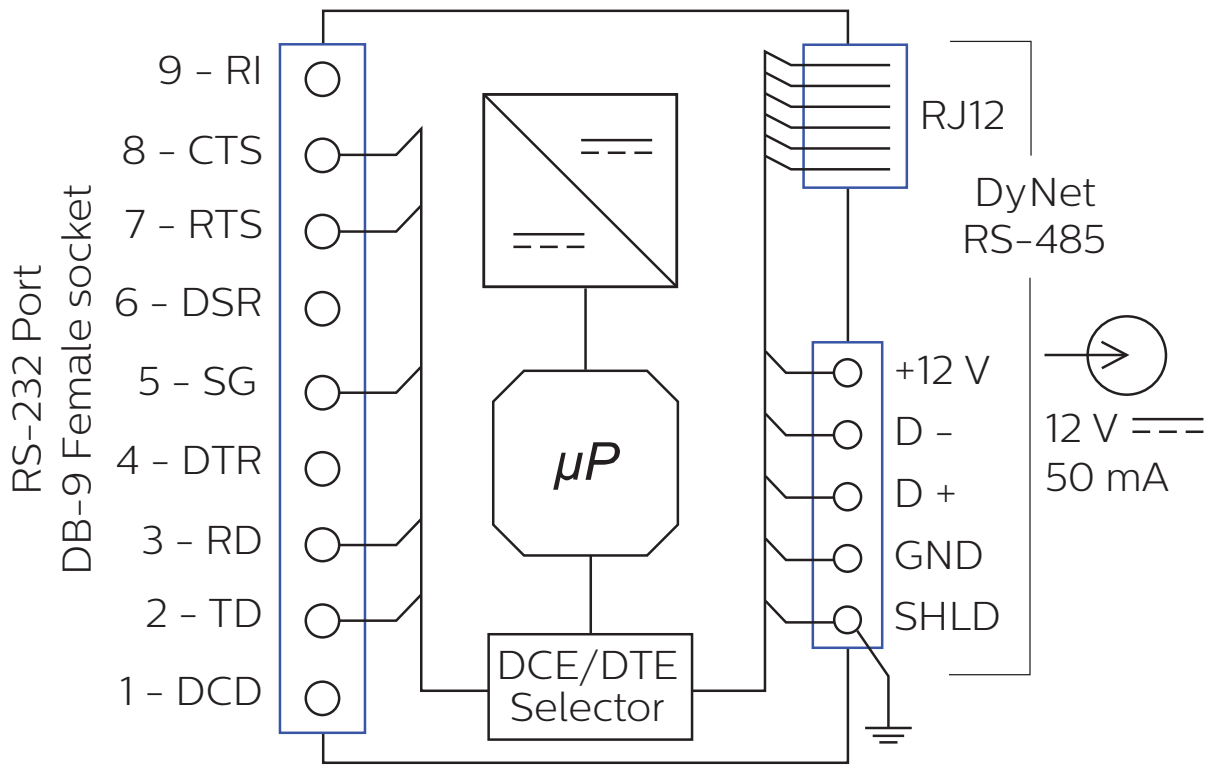 RS-232 Port
DB-9 Female socket
9 - RI
8 - CTS
7 - RTS
6 - DSR
5 - SG
4 - DTR
3 - RD
2 - TD
1 - DCD
µP
DCE/DTE
Selector
RJ12
DyNet
RS-485
+12 V
D -
D +
GND
SHLD
12 V
50 mA